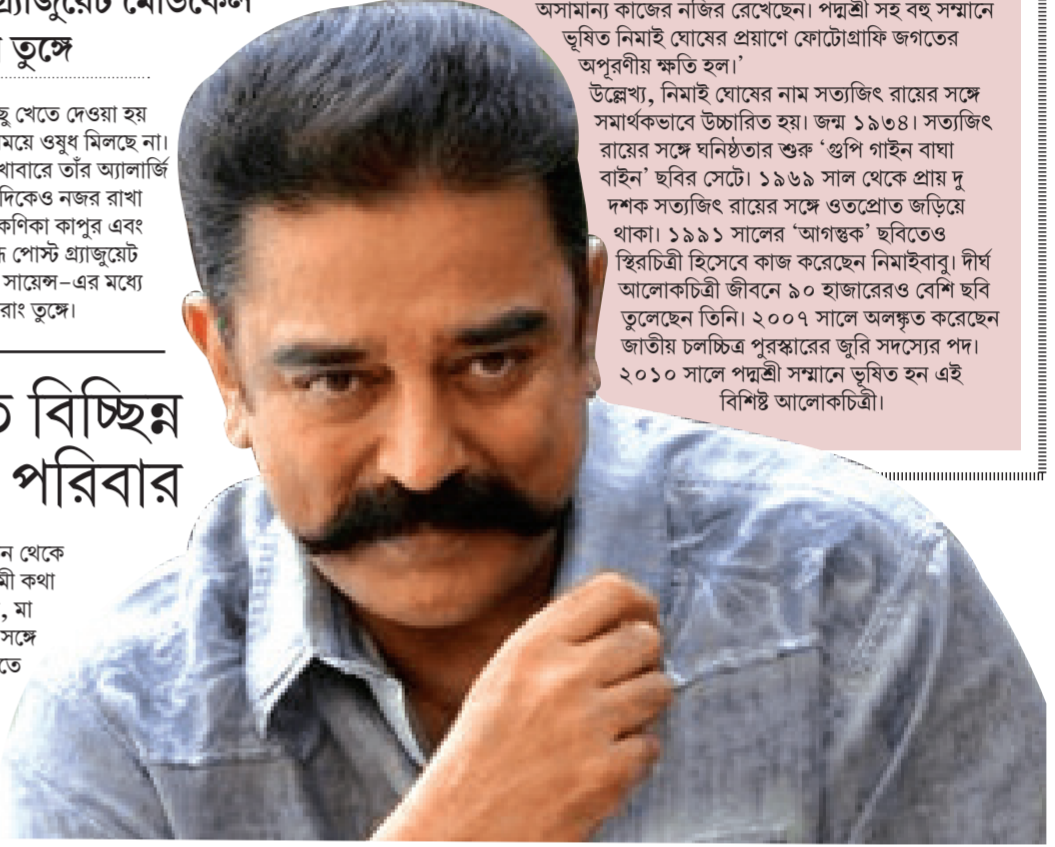 গ্র্যাজুয়েট মেডিকেল
তুঙ্গে
খেতে দেওয়া হয়
ওষুধ মিলছে না।
খাবারে তাঁর অ্যালার্জি
দিকেও নজর রাখা
কণিকা কাপুর এবং
পোস্ট গ্র্যাজুয়েট
সায়েন্স–এর মধ্যে
তুঙ্গে।
বিচ্ছিন্ন
পরিবার
থেকে
কথা
, মা
সঙ্গে
অসামান্য কাজের নজির রেখেছেন। পদ্মশ্রী সহ বহু সম্মানে
ভূষিত নিমাই ঘোষের প্রয়াণে ফোটোগ্রাফি জগতের
অপূরণীয় ক্ষতি হল।’
উল্লেখ্য, নিমাই ঘোষের নাম সত্যজিৎ রায়ের সঙ্গে
সমার্থকভাবে উচ্চারিত হয়। জন্ম ১৯৩৪। সত্যজিৎ
রায়ের সঙ্গে ঘনিষ্ঠতার শুরু ‘গুপি গাইন বাঘা
বাইন’ ছবির সেটে। ১৯৬৯ সাল থেকে প্রায় দু
দশক সত্যজিৎ রায়ের সঙ্গে ওতপ্রোত জড়িয়ে
থাকা। ১৯৯১ সালের ‘আগন্তুক’ ছবিতেও
স্থিরচিত্রী হিসেবে কাজ করেছেন নিমাইবাবু। দীর্ঘ
আলোকচিত্রী জীবনে ৯০ হাজারেরও বেশি ছবি
তুলেছেন তিনি। ২০০৭ সালে অলঙ্কৃত করেছেন
জাতীয় চলচ্চিত্র পুরস্কারের জুরি সদস্যের পদ।
২০১০ সালে পদ্মশ্রী সম্মানে ভূষিত হন এই
বিশিষ্ট আলোকচিত্রী।